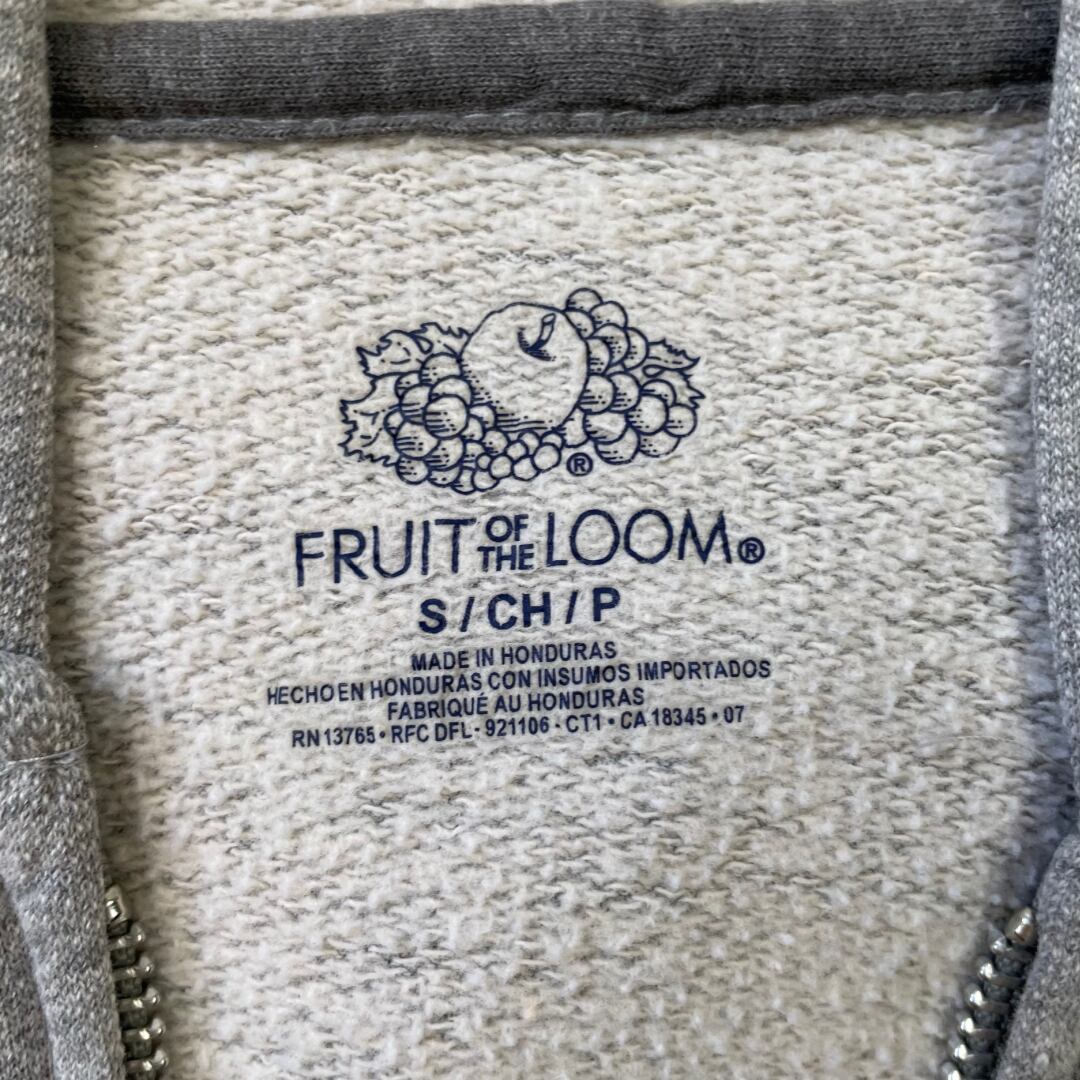 ®
FRUIT OF THE LOOM®
S / CH / P
MADE IN HONDURAS
HECHO EN HONDURAS CON INSUMOS IMPORTADOS
FABRIQUÉ AU HONDURAS
RN 13765 • RFC DFL - 921106 - CT1 • CA 18345 • 07